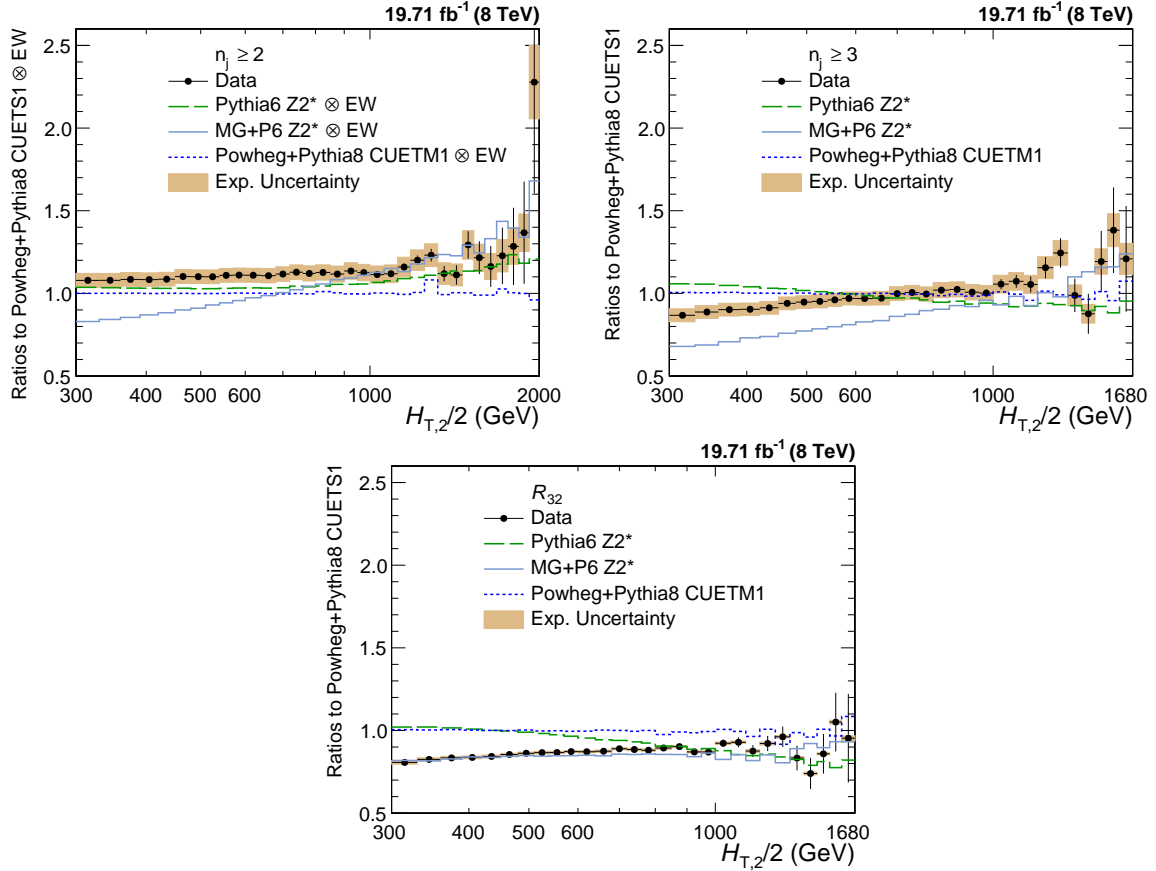 19.71 fb⁻¹ (8 TeV)
Ratios to Powheg+Pythia8 CUETS1 ⊗ EW
n_j ≥ 2
Data
Pythia6 Z2* ⊗ EW
MG+P6 Z2* ⊗ EW
Powheg+Pythia8 CUETM1 ⊗ EW
Exp. Uncertainty
2.5
2.0
1.5
1.0
0.5
300 400 500 600 1000 2000
H_T,2/2 (GeV)
19.71 fb⁻¹ (8 TeV)
Ratios to Powheg+Pythia8 CUETS1
n_j ≥ 3
Data
Pythia6 Z2*
MG+P6 Z2*
Powheg+Pythia8 CUETM1
Exp. Uncertainty
2.5
2.0
1.5
1.0
0.5
300 400 500 600 1000 1680
H_T,2/2 (GeV)
19.71 fb⁻¹ (8 TeV)
Ratios to Powheg+Pythia8 CUETS1
R_32
Data
Pythia6 Z2*
MG+P6 Z2*
Powheg+Pythia8 CUETM1
Exp. Uncertainty
2.5
2.0
1.5
1.0
0.5
300 400 500 600 1000 1680
H_T,2/2 (GeV)